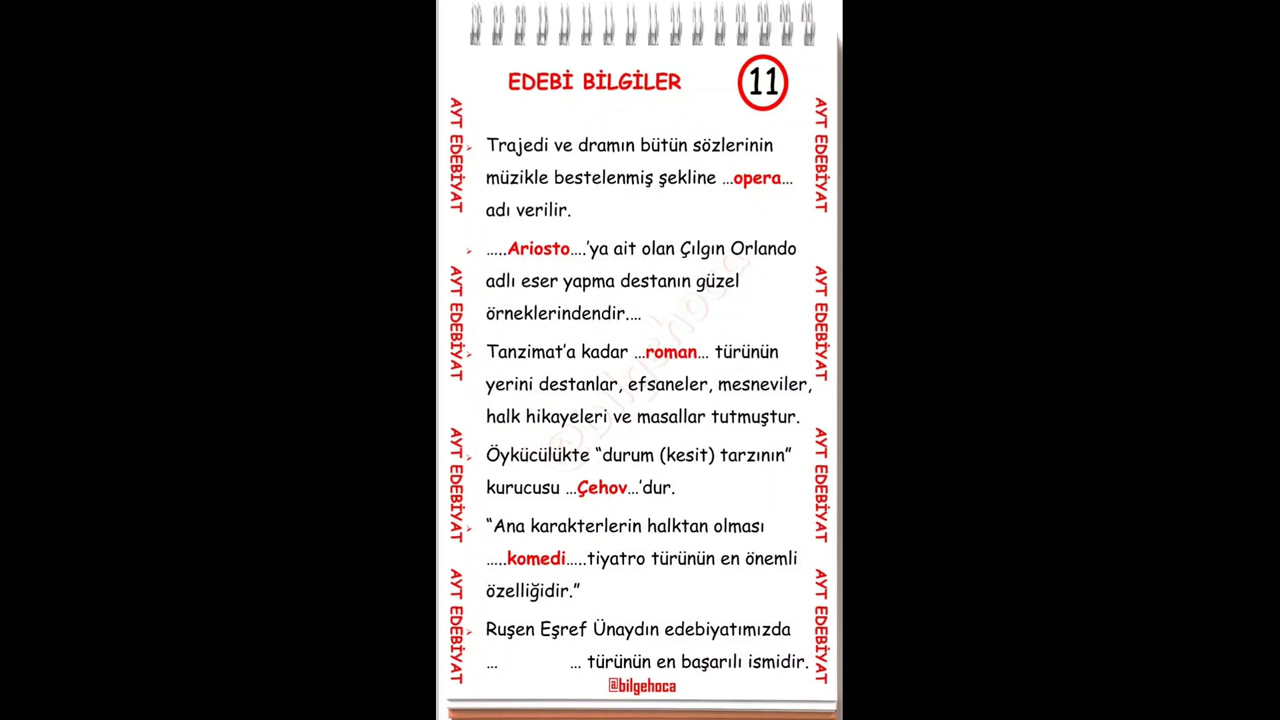 EDEBİ BİLGİLER
11
Trajedi ve dramın bütün sözlerinin
müzikle bestelenmiş şekline …opera…
adı verilir.
…..Ariosto….’ya ait olan Çılgın Orlando
adlı eser yapma destanın güzel
örneklerindendir.…
Tanzimat’a kadar …roman… türünün
yerini destanlar, efsaneler, mesneviler,
halk hikayeleri ve masallar tutmuştur.
Öykücülükte “durum (kesit) tarzının”
kurucusu …Çehov…’dur.
“Ana karakterlerin halktan olması
…..komedi…..tiyatro türünün en önemli
özelliğidir.”
Ruşen Eşref Ünaydın edebiyatımızda
… … türünün en başarılı ismidir.
@bilgehoca
AYT EDEBİYAT
AYT EDEBİYAT
AYT EDEBİYAT
AYT EDEBİYAT
AYT EDEBİYAT
AYT EDEBİYAT
AYT EDEBİYAT
AYT EDEBİYAT
@bilgehoca